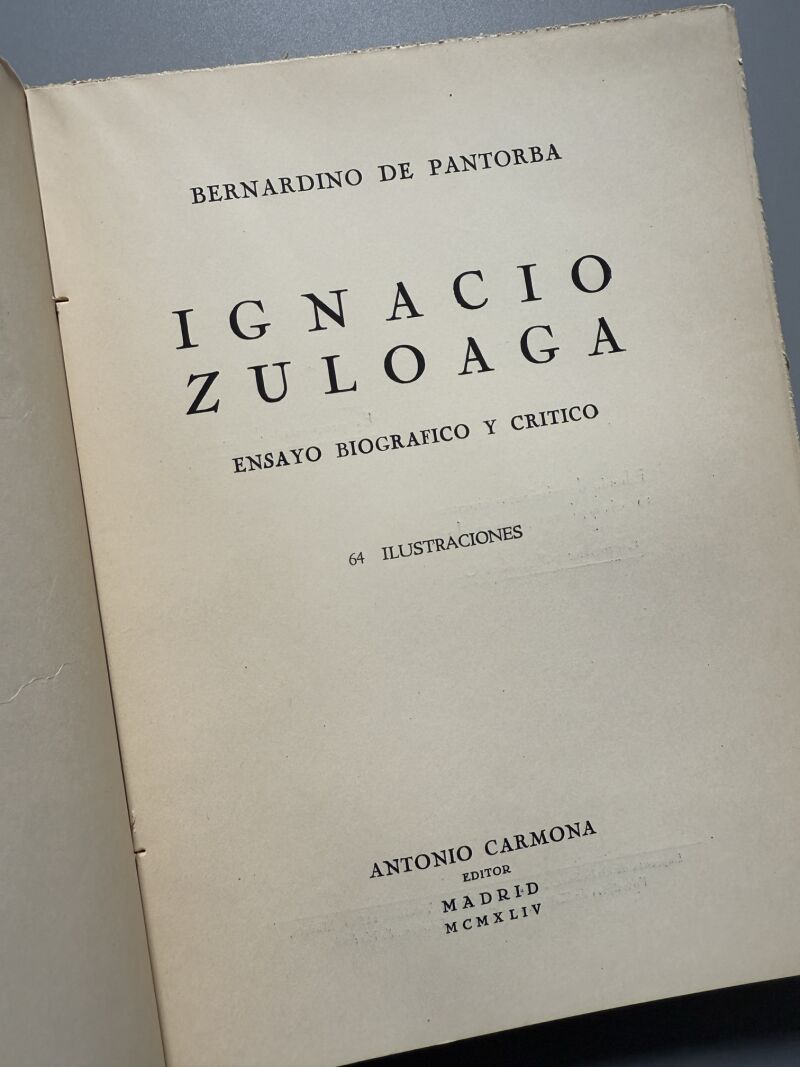 BERNARDINO DE PANTORBA
IGNACIO
ZULOAGA
ENSAYO BIOGRAFICO Y CRITICO
64 ILUSTRACIONES
ANTONIO CARMONA
EDITOR
MADRID
MCMXLIV